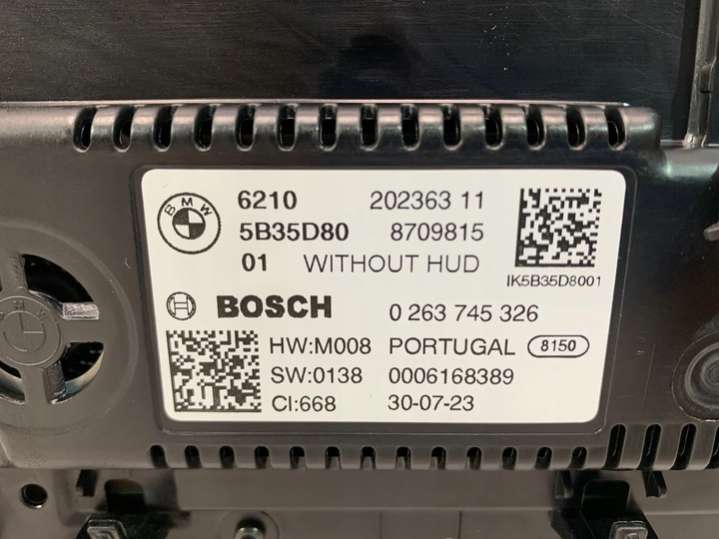 BMW
6210 202363 11
5B35D80 8709815
01 WITHOUT HUD
IK5B35D8001
BOSCH 0 263 745 326
HW:M008 PORTUGAL 8150
SW:0138 0006168389
CI:668 30-07-23